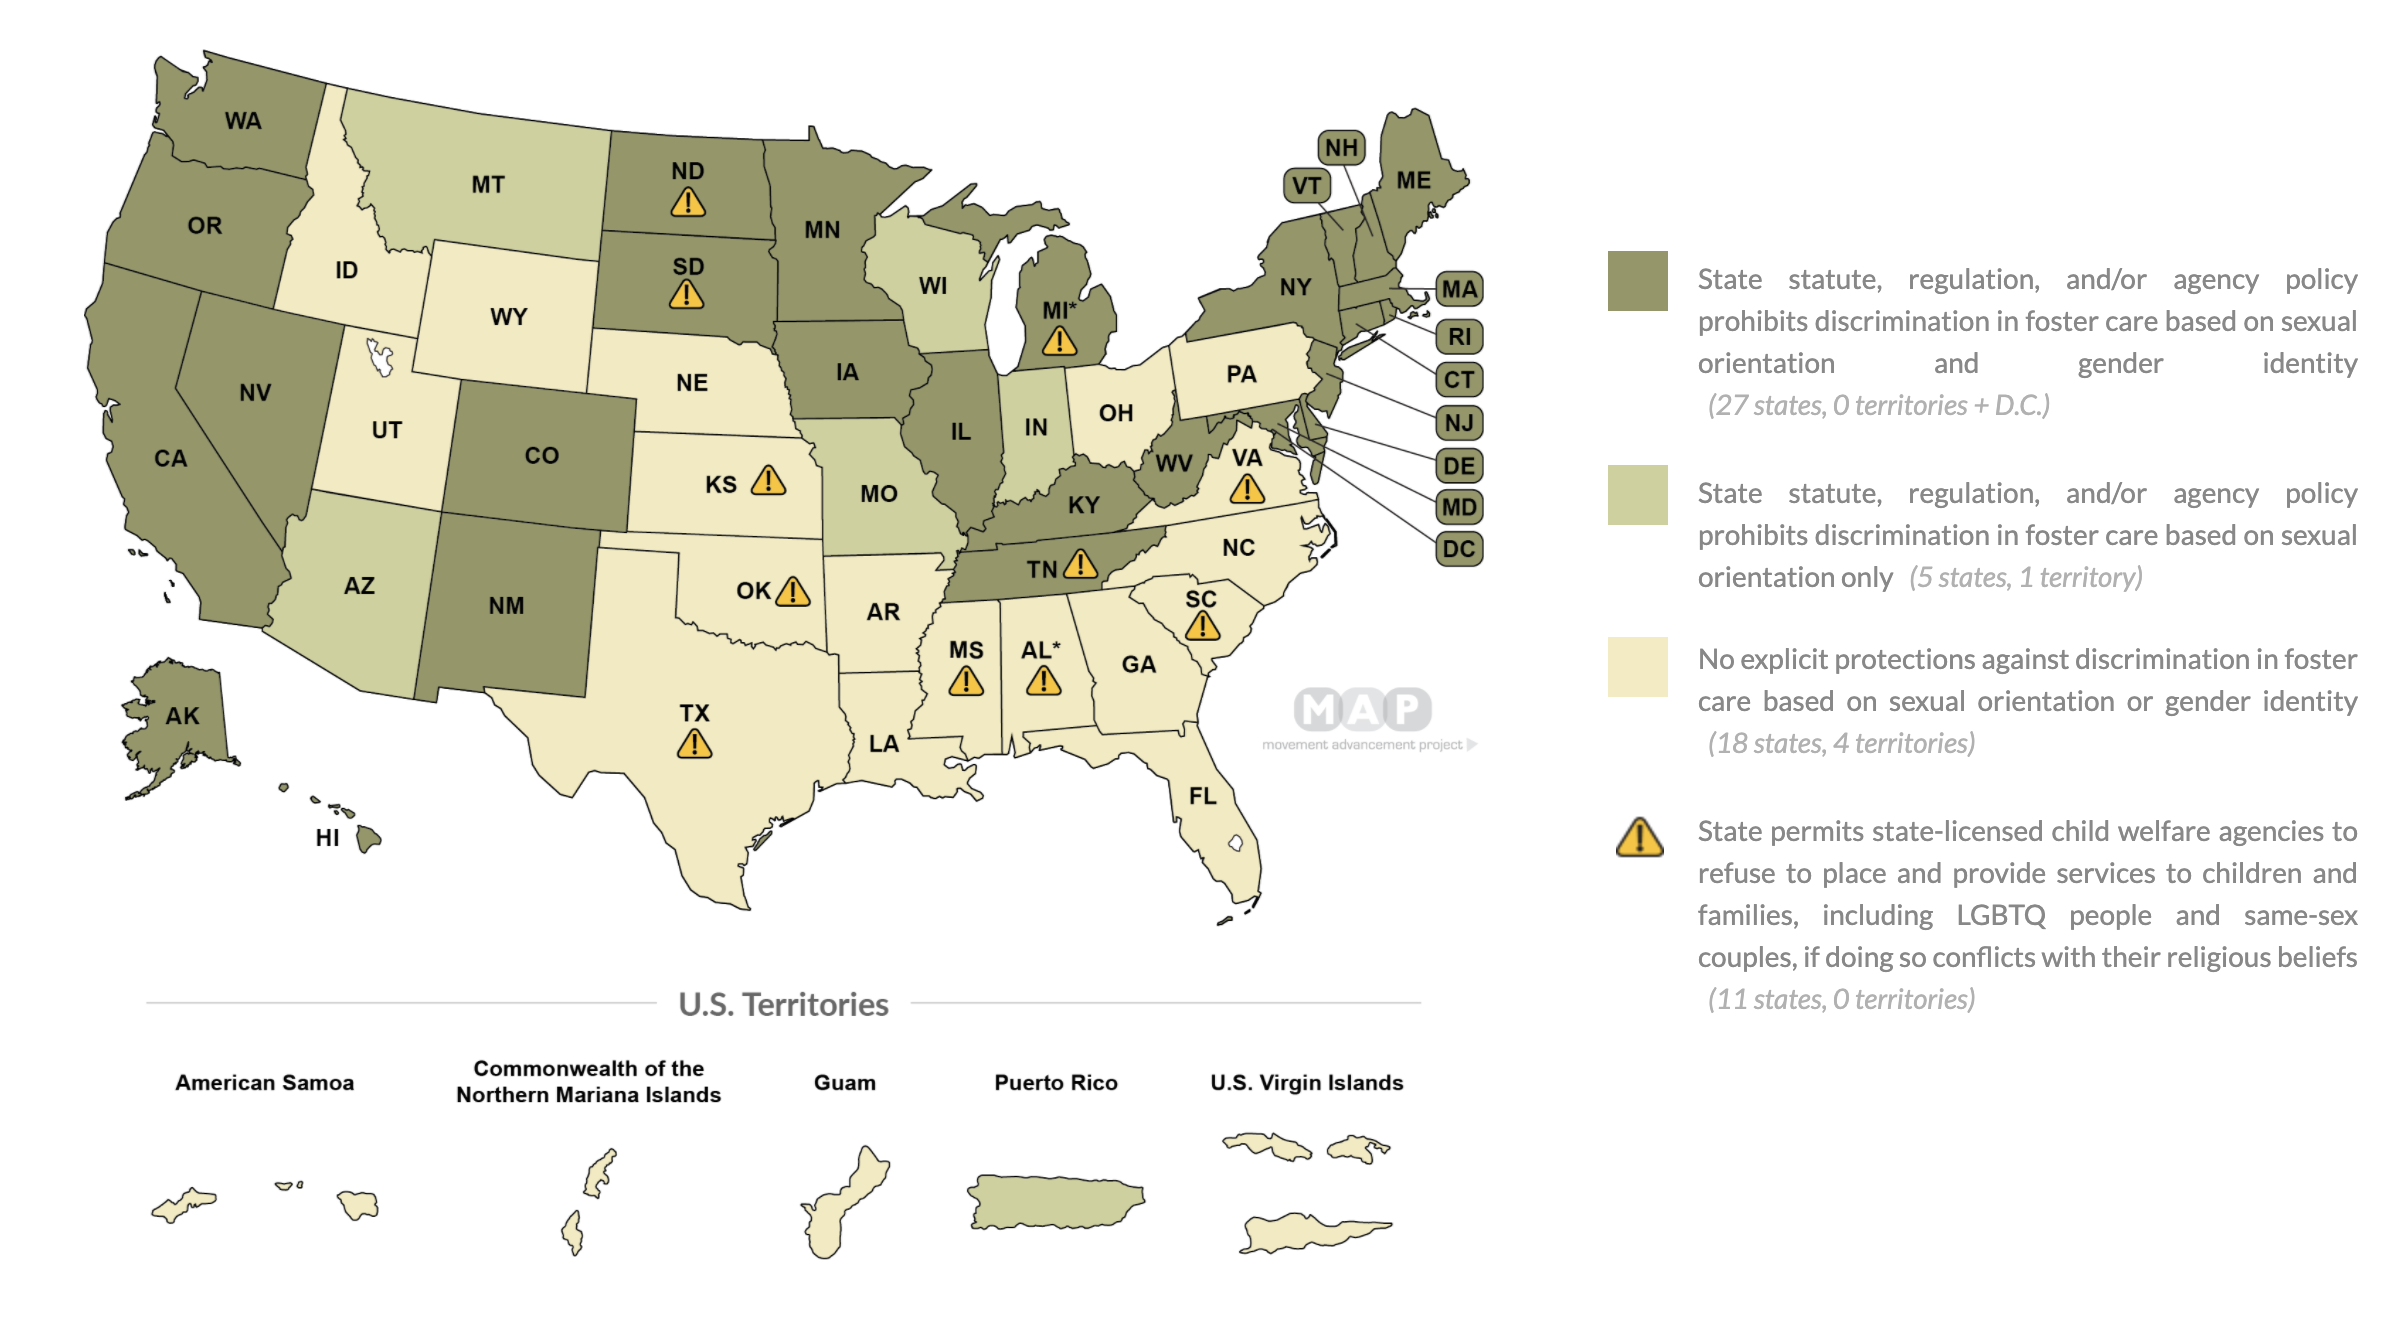 WA
MT
ND
MN
OR
ID
SD
WY
WI
MI*
NY
VT
NH
ME
MA
RI
CT
NJ
DE
MD
DC
NV
UT
CA
CO
NE
IA
IL
IN
OH
PA
WV
VA
KS
MO
KY
AZ
NM
OK
AR
TN
NC
SC
MS
AL*
GA
TX
LA
FL
AK
HI
MAP
movement advancement project
State statute, regulation, and/or agency policy
prohibits discrimination in foster care based on sexual
orientation and gender identity
(27 states, 0 territories + D.C.)
State statute, regulation, and/or agency policy
prohibits discrimination in foster care based on sexual
orientation only (5 states, 1 territory)
No explicit protections against discrimination in foster
care based on sexual orientation or gender identity
(18 states, 4 territories)
State permits state-licensed child welfare agencies to
refuse to place and provide services to children and
families, including LGBTQ people and same-sex
couples, if doing so conflicts with their religious beliefs
(11 states, 0 territories)
U.S. Territories
American Samoa
Commonwealth of the
Northern Mariana Islands
Guam
Puerto Rico
U.S. Virgin Islands